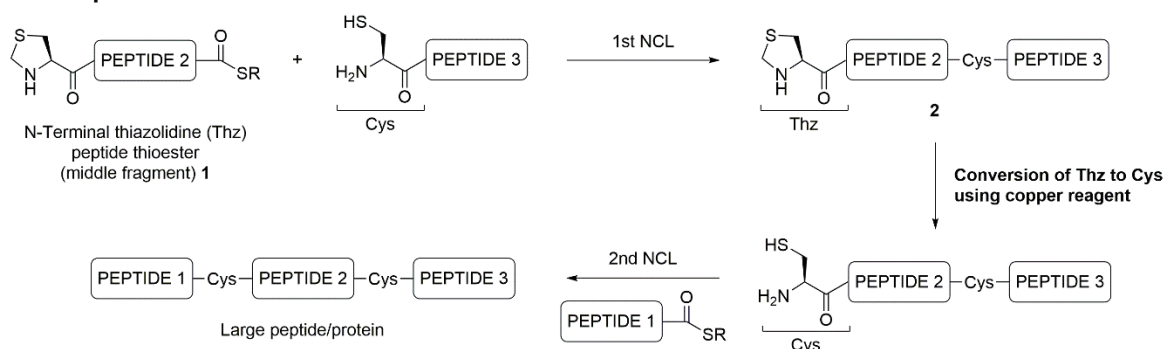 S
N
H
O
PEPTIDE 2
O
SR
+
HS
H2N
O
PEPTIDE 3
Cys
1st NCL
S
N
H
O
PEPTIDE 2
Cys
PEPTIDE 3
Thz
2
N-Terminal thiazolidine (Thz)
peptide thioester
(middle fragment) 1
Conversion of Thz to Cys
using copper reagent
PEPTIDE 1
Cys
PEPTIDE 2
Cys
PEPTIDE 3
Large peptide/protein
2nd NCL
PEPTIDE 1
O
SR
HS
H2N
O
PEPTIDE 2
Cys
PEPTIDE 3
Cys